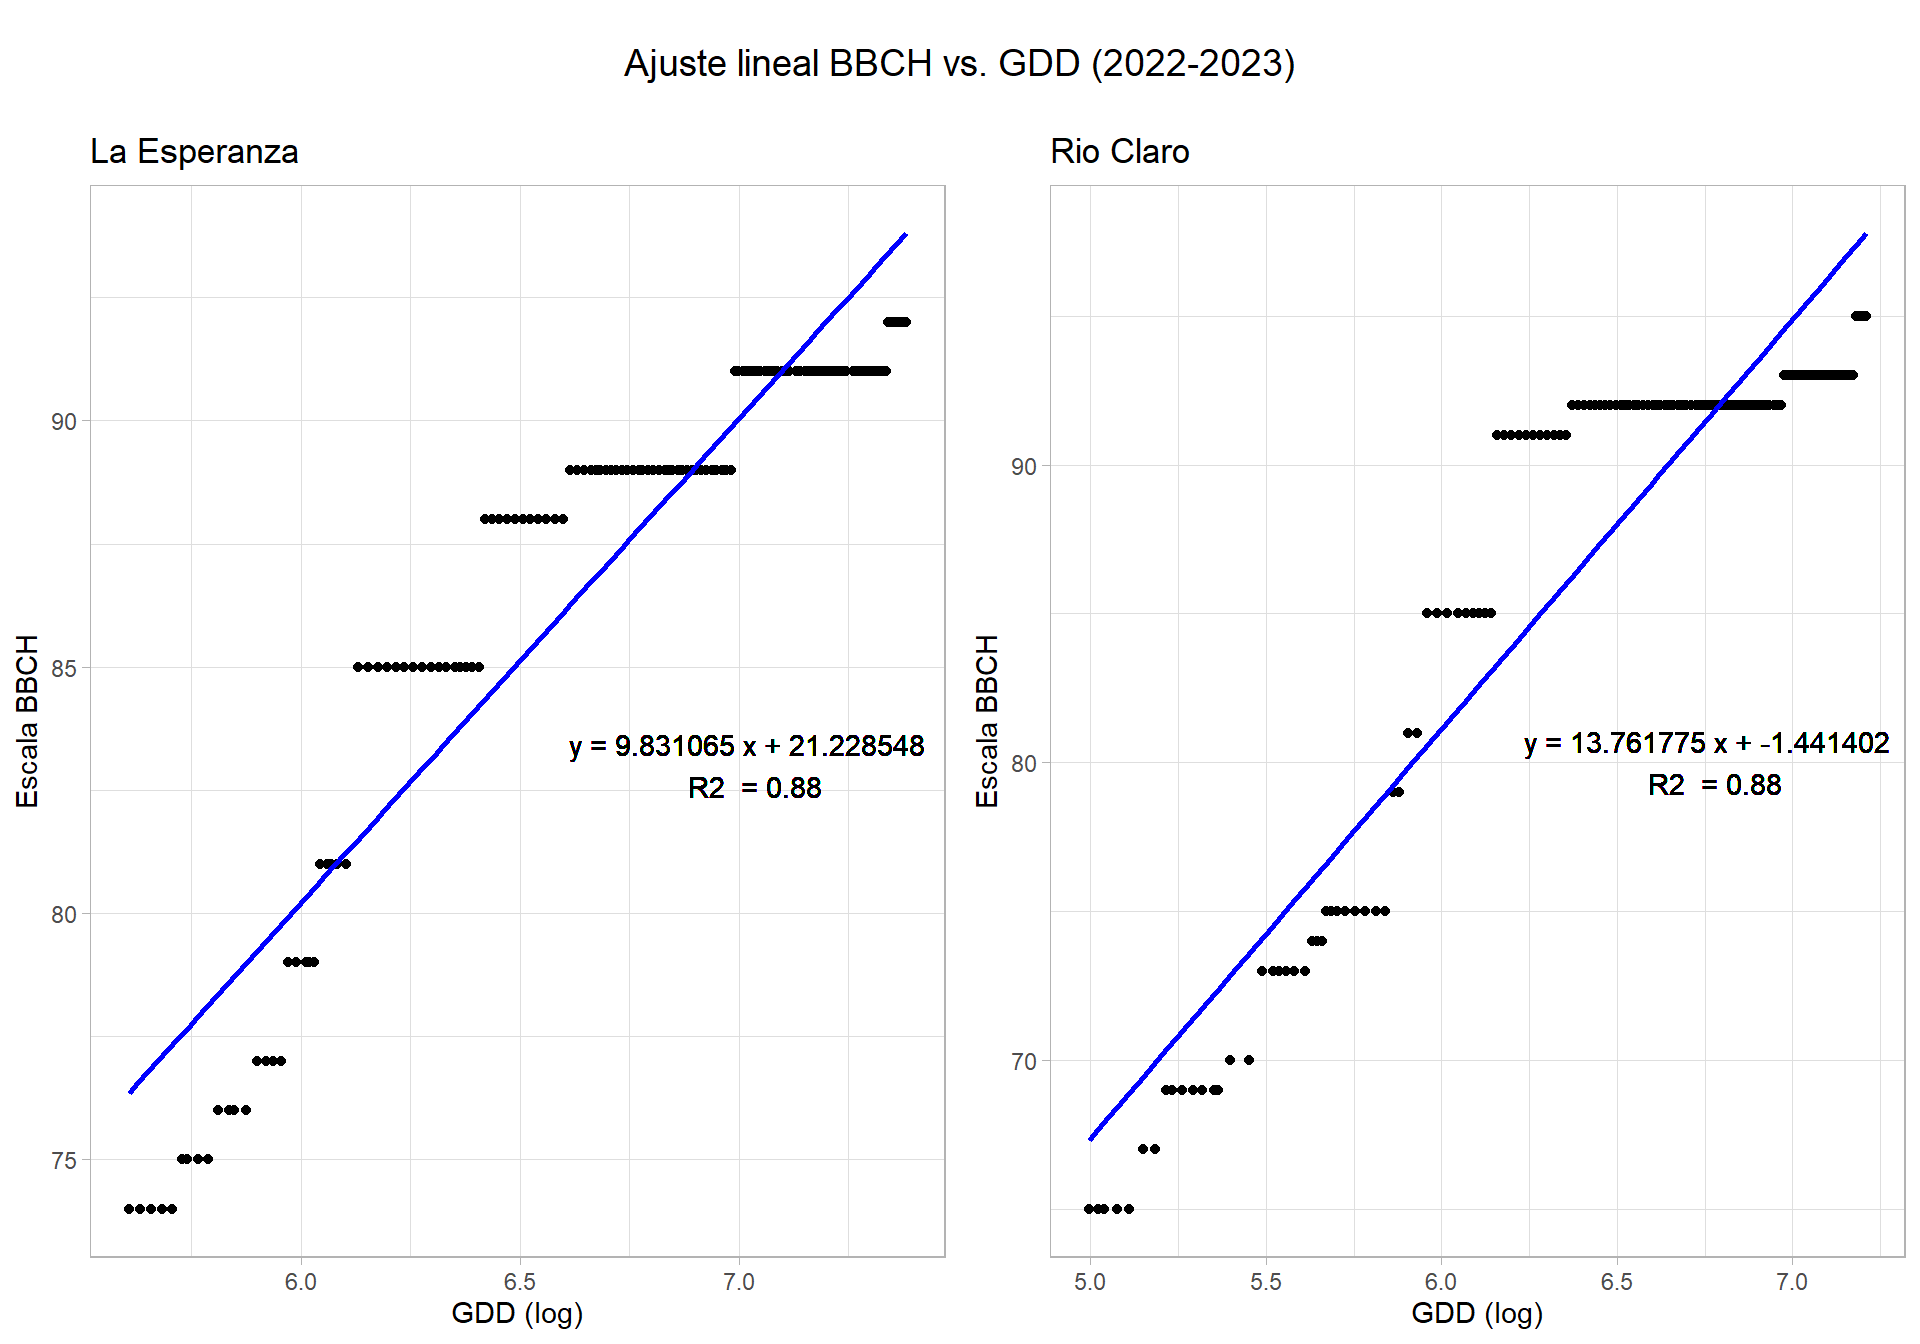 Ajuste lineal BBCH vs. GDD (2022-2023)
La Esperanza
Escala BBCH
90
85
80
75
y = 9.831065 x + 21.228548
R2 = 0.88
6.0 6.5 7.0
GDD (log)
Rio Claro
Escala BBCH
90
80
70
y = 13.761775 x + -1.441402
R2 = 0.88
5.0 5.5 6.0 6.5 7.0
GDD (log)